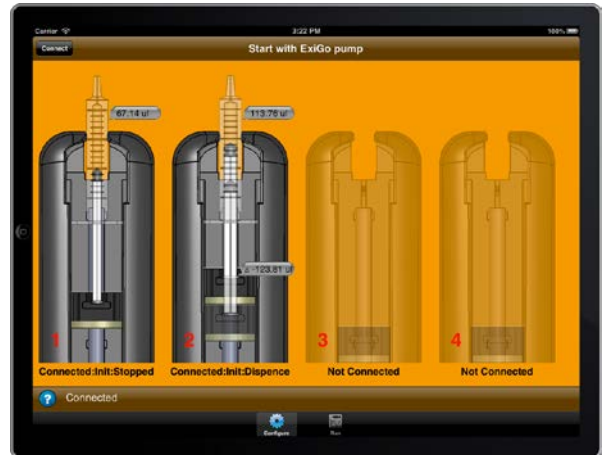 Carrier
3:22 PM
100%
Connect
Start with ExiGo pump
67.14 ul
113.76 ul
-123.81 ul
1
2
3
4
Connected:Init:Stopped
Connected:Init:Dispence
Not Connected
Not Connected
?
Connected
Configure
Run